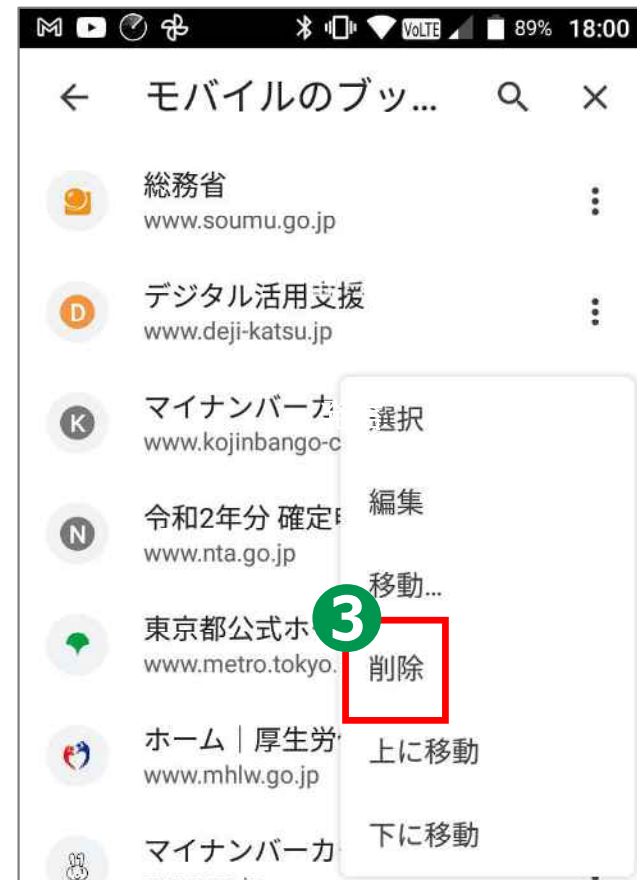 VoLTE 89% 18:00
モバイルのブッ...
総務省
www.soumu.go.jp
D
デジタル活用支援
www.deji-katsu.jp
K
マイナンバーカ
www.kojinbango-c
N
令和2年分 確定
www.nta.go.jp
東京都公式ホ
www.metro.tokyo.
ホーム｜厚生労
www.mhlw.go.jp
マイナンバーカ
選択
編集
移動...
3
削除
上に移動
下に移動